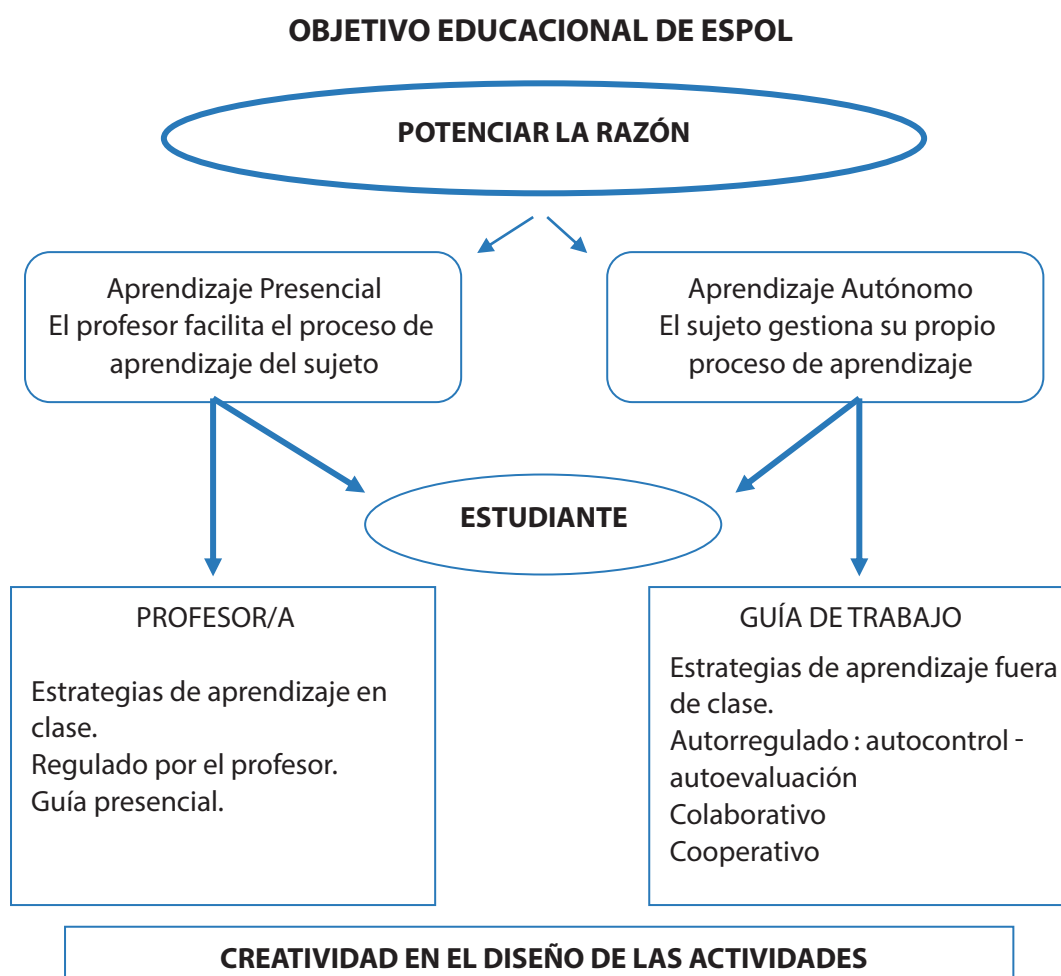 OBJETIVO EDUCACIONAL DE ESPOL
POTENCIAR LA RAZÓN
Aprendizaje Presencial
El profesor facilita el proceso de
aprendizaje del sujeto
Aprendizaje Autónomo
El sujeto gestiona su propio
proceso de aprendizaje
ESTUDIANTE
PROFESOR/A
Estrategias de aprendizaje en
clase.
Regulado por el profesor.
Guía presencial.
GUÍA DE TRABAJO
Estrategias de aprendizaje fuera
de clase.
Autorregulado : autocontrol -
autoevaluación
Colaborativo
Cooperativo
CREATIVIDAD EN EL DISEÑO DE LAS ACTIVIDADES